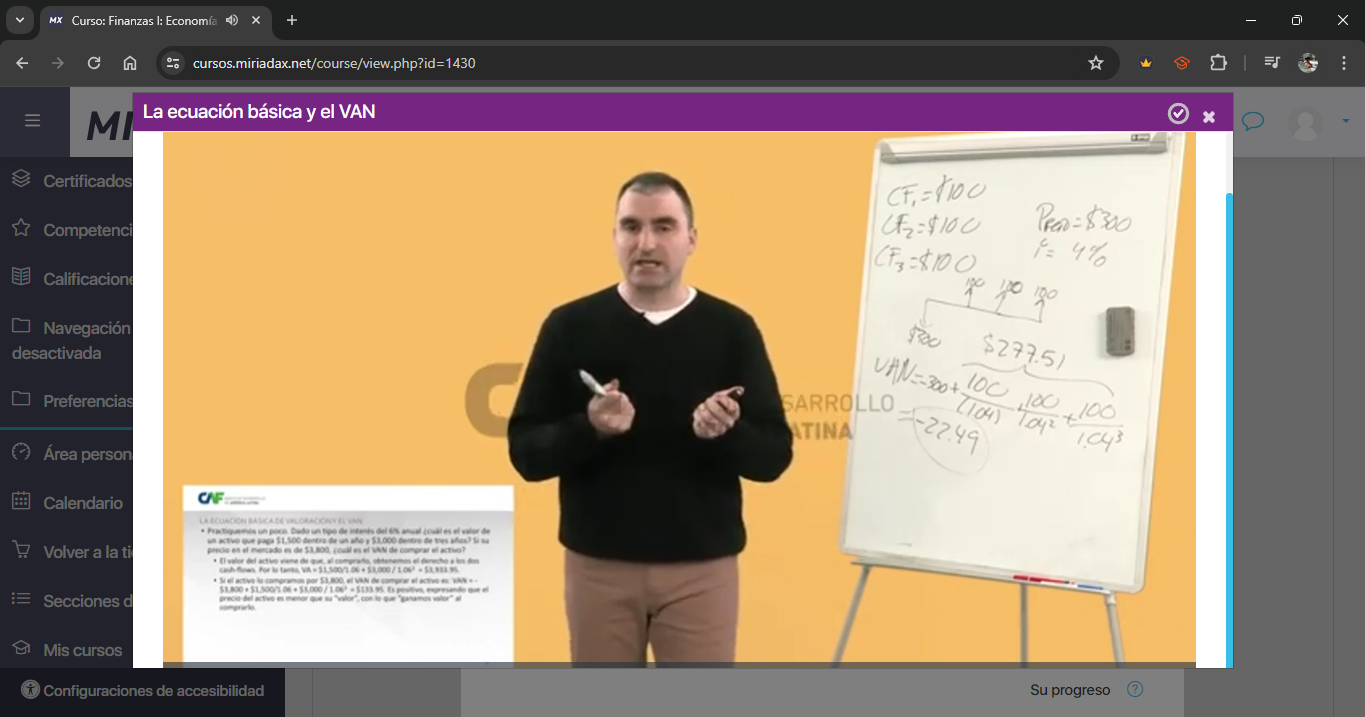 Curso: Finanzas I: Economía
cursos.miriadax.net/course/view.php?id=1430
La ecuación básica y el VAN
Certificados
Competenci
Calificacione
Navegación
desactivada
Preferencias
Área person
Calendario
Volver a la ti
Secciones d
Mis cursos
Configuraciones de accesibilidad
CF₁=$100
CF₂=$100
CF₃=$100
i= 4%
100 100 100
$300
$277.51
VAN=-300+ 100/(1.04) + 100/1.04² + 100/1.04³
=-22.49
SARROLLO
ATINA
CAF
LA ECUACIÓN BÁSICA DE VALORACIÓN Y EL VAN
• Practiquemos un poco. Dado un tipo de interés del 6% anual ¿cuál es el valor de
un activo que paga $1,500 dentro de un año y $3,000 dentro de tres años? Si su
precio en el mercado es de $3,800, ¿cuál es el VAN de comprar el activo?
• El valor del activo viene de que, al comprarlo, obtenemos el derecho a los dos
cash-flows. Por lo tanto, VA = $1,500/1.06 + $3,000 / 1.06³ = $3,933.95.
• Si el activo lo compramos por $3,800, el VAN de comprar el activo es: VAN = -
$3,800 + $1,500/1.06 + $3,000 / 1.06³ = $133.95. Es positivo, expresando que el
precio del activo es menor que su "valor", con lo que "ganamos valor" al
comprarlo.
Su progreso